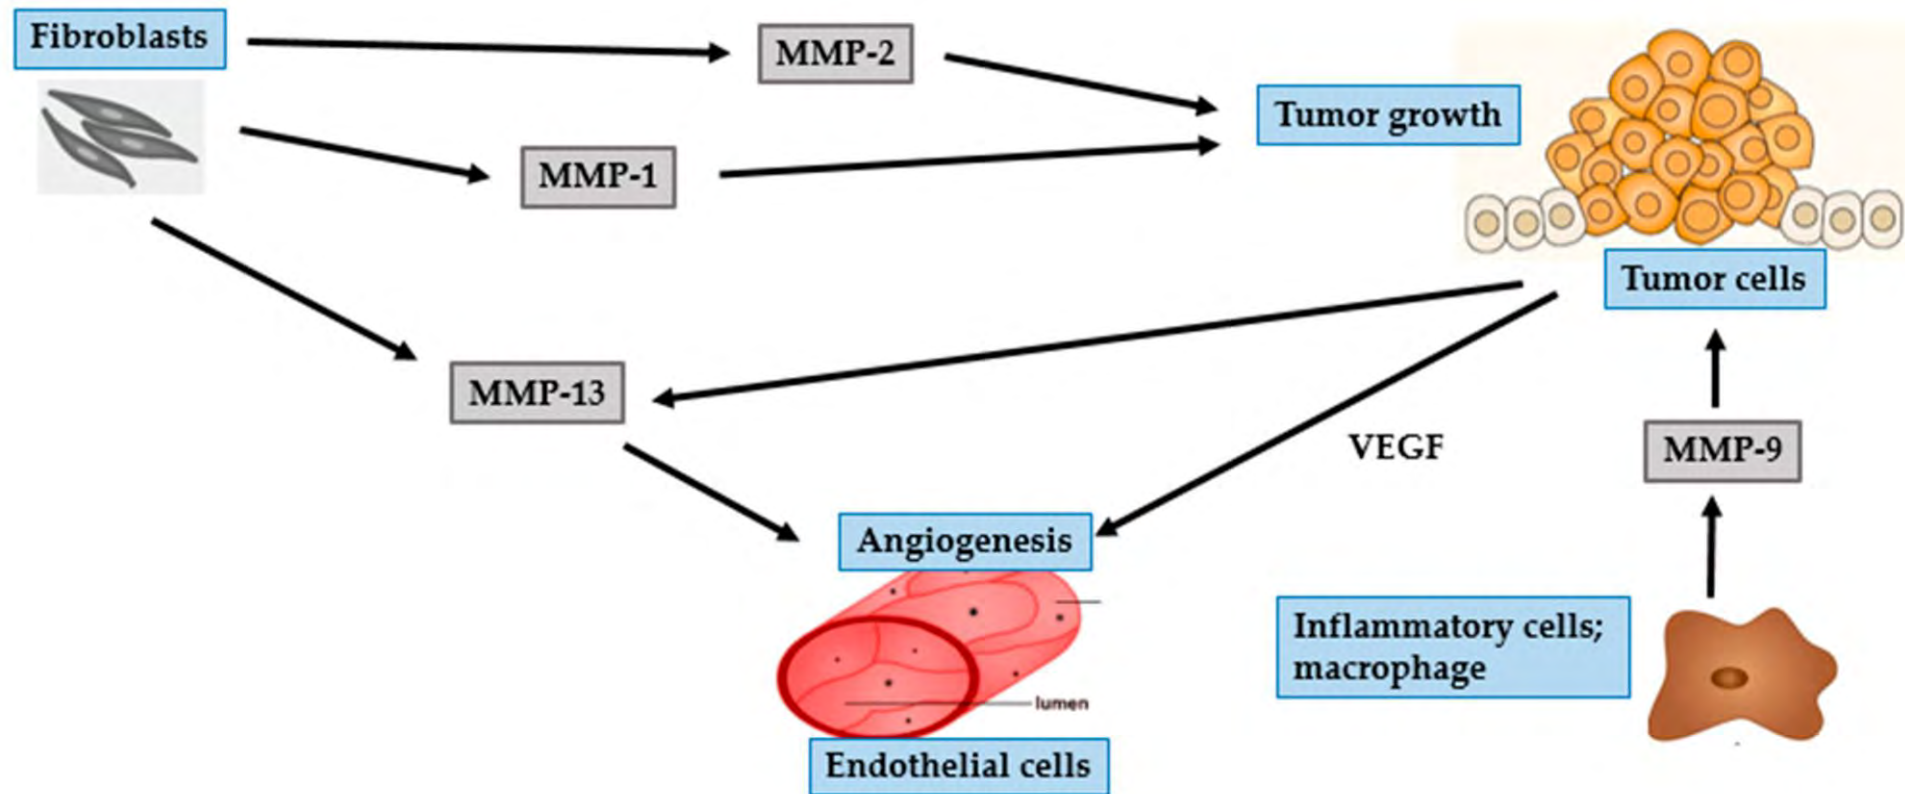 Fibroblasts
MMP-2
Tumor growth
MMP-1
Tumor cells
MMP-13
VEGF
MMP-9
Angiogenesis
Inflammatory cells;
macrophage
lumen
Endothelial cells